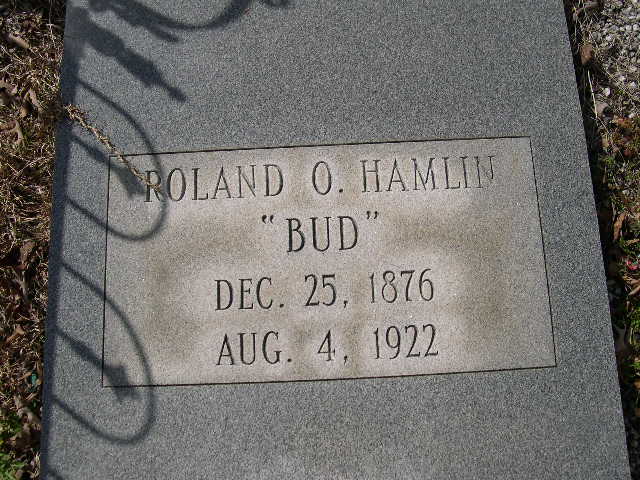 ROLAND O. HAMLIN
"BUD"
DEC. 25, 1876
AUG. 4, 1922